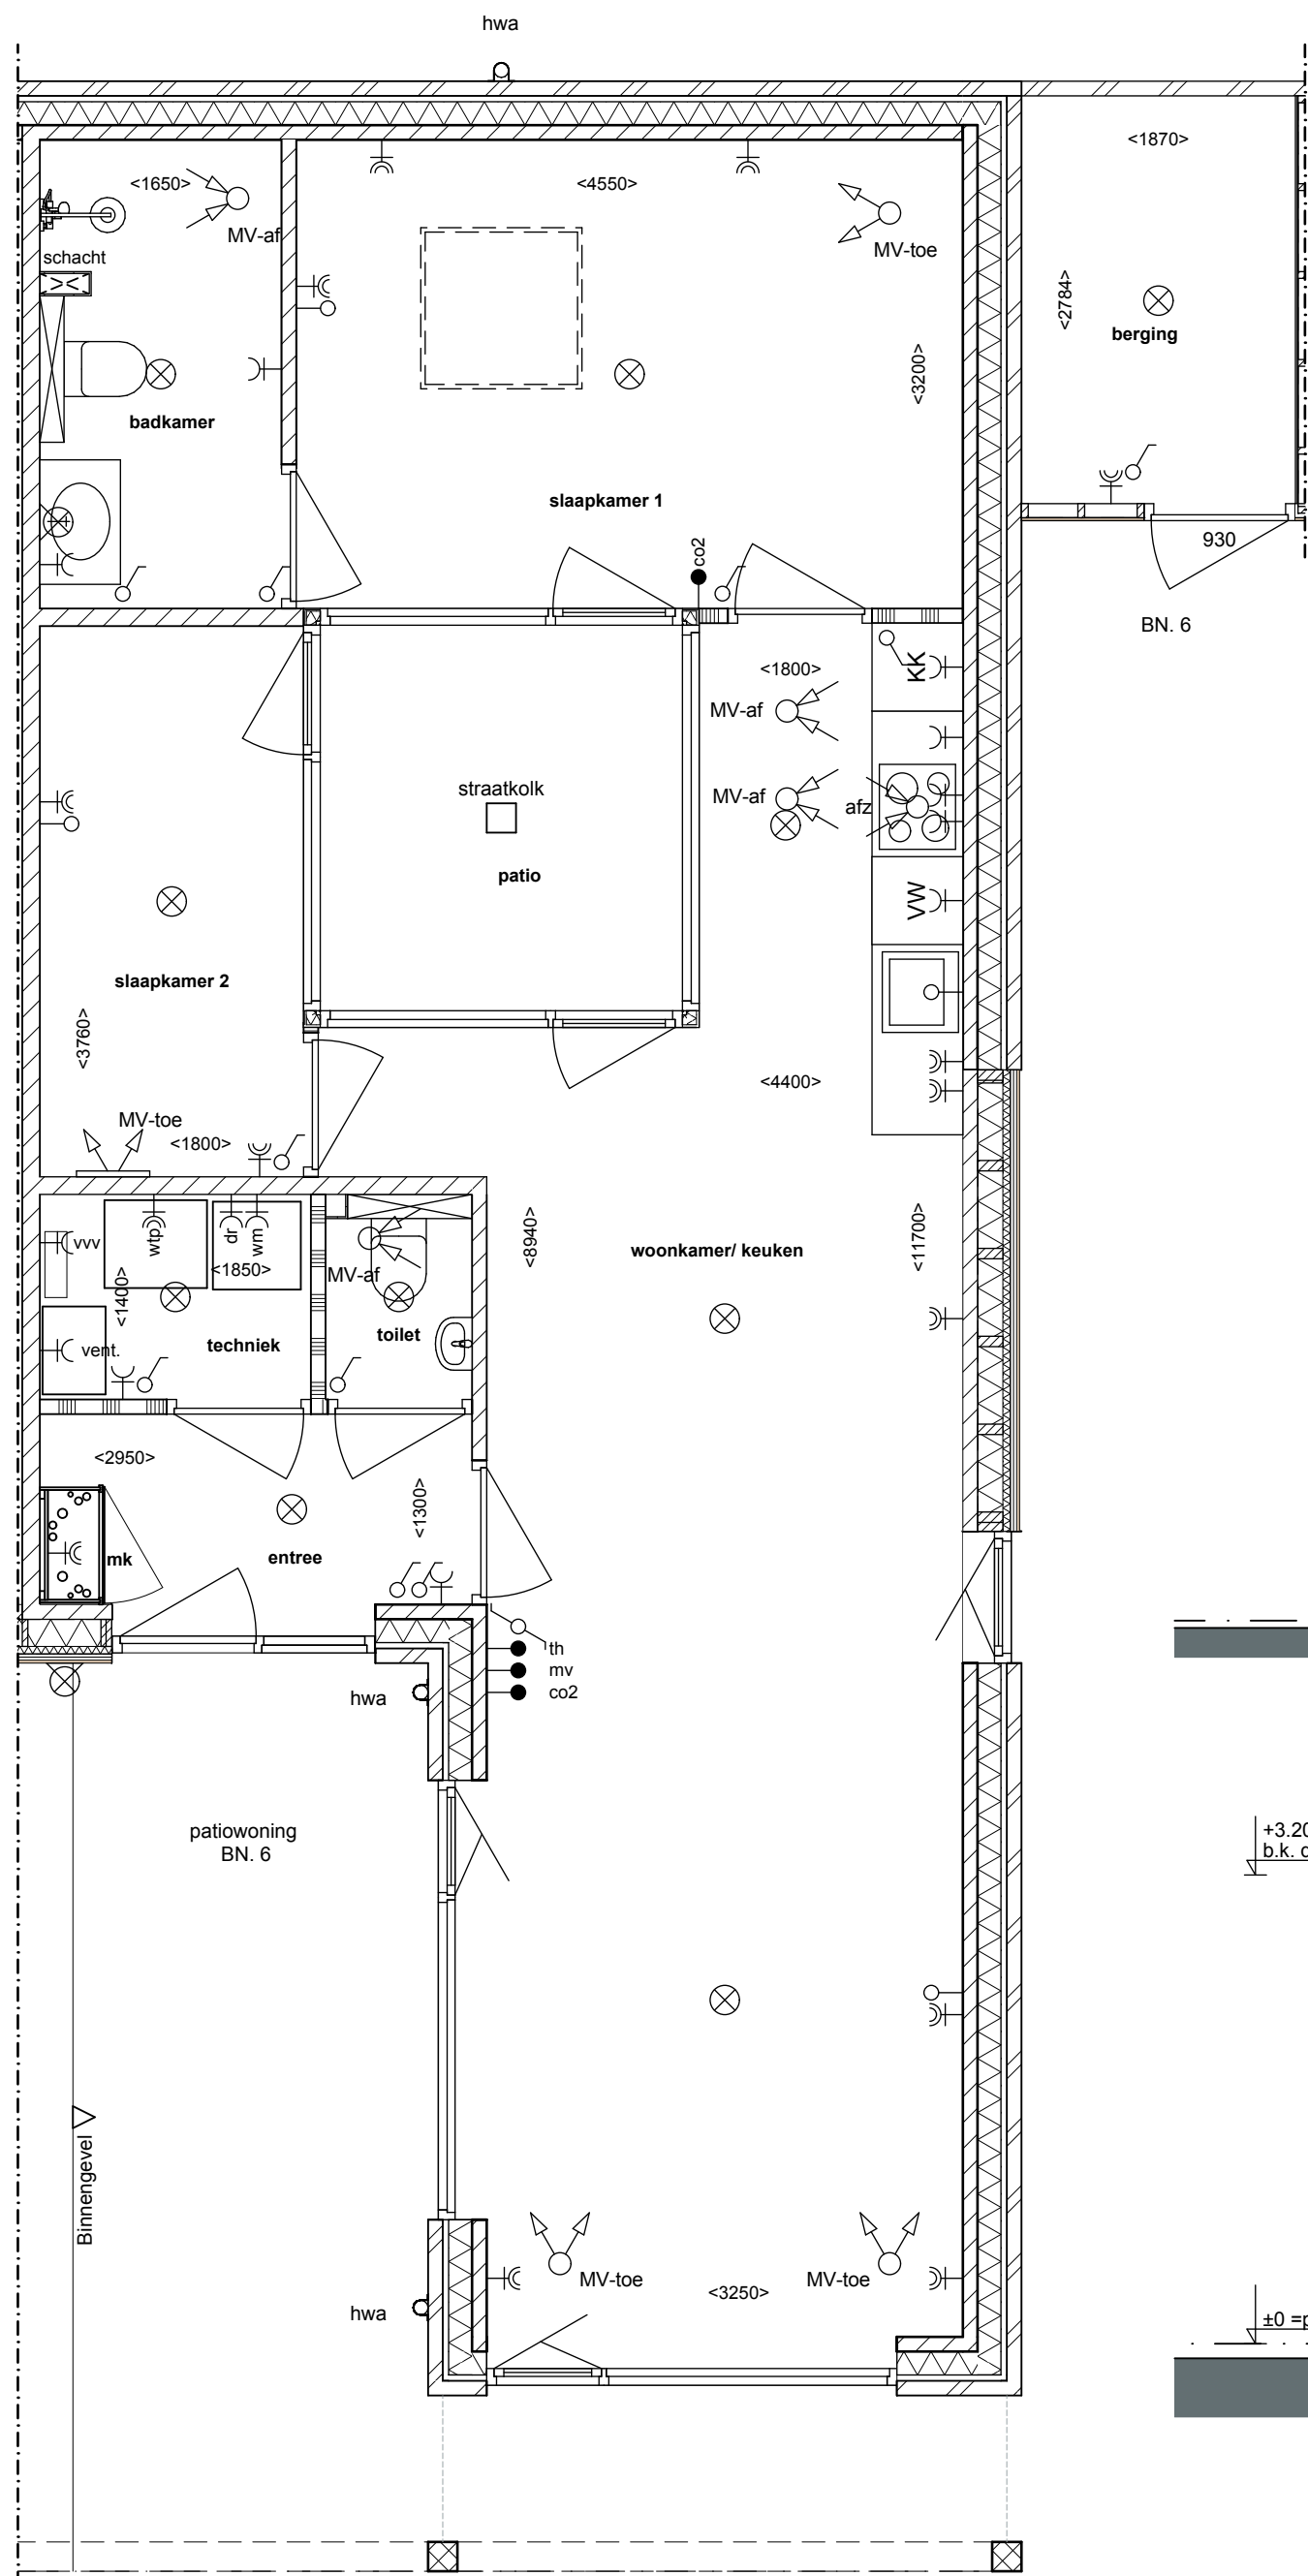 hwa
<1870>
<1650>
<4550>
MV-af
MV-toe
schacht
<2784>
berging
<3200>
badkamer
slaapkamer 1
930
co2
BN. 6
<1800>
KK
MV-af
straatkolk
MV-af
afz
patio
VW
slaapkamer 2
<3760>
<4400>
MV-toe
<1800>
vvv
wtp
dr
wm
<8940>
woonkamer/ keuken
<11700>
<1850>
MV-af
<1400>
techniek
toilet
vent.
<2950>
<1300>
mk
entree
th
mv
co2
hwa
patiowoning
BN. 6
+3.20
b.k. d
Binnengevel
MV-toe
MV-toe
<3250>
hwa
±0 =p